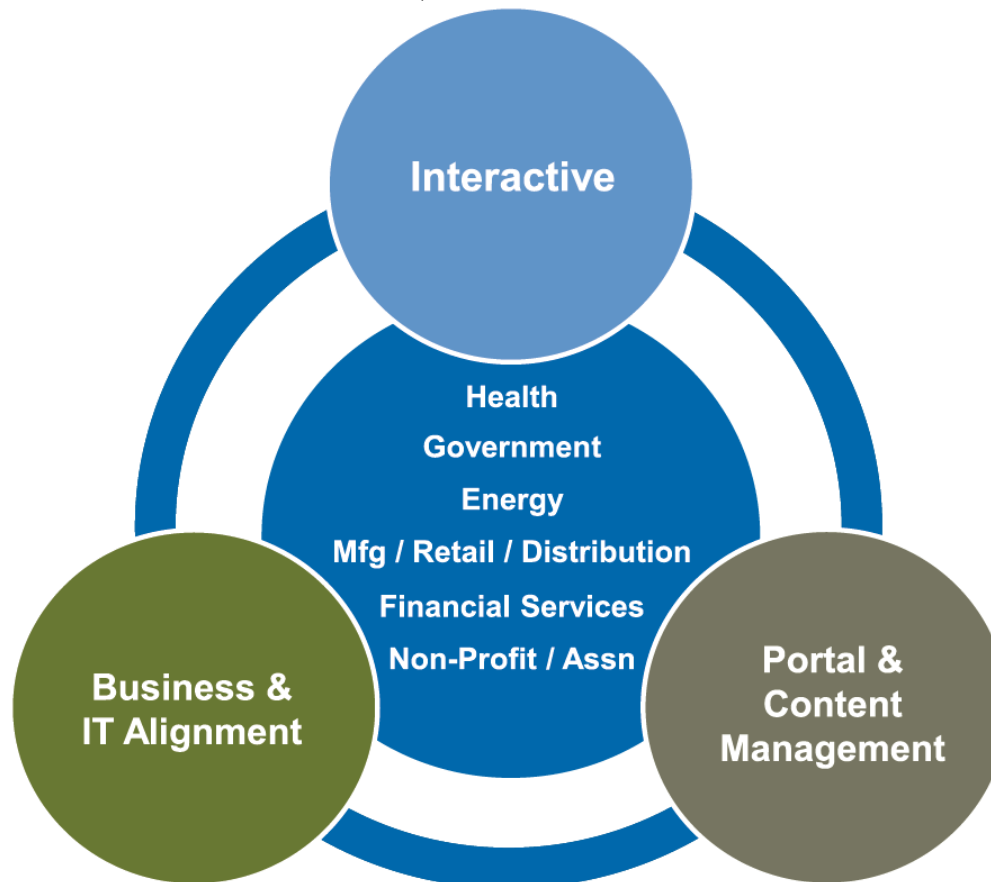 Interactive
Health
Government
Energy
Mfg / Retail / Distribution
Financial Services
Non-Profit / Assn
Business &
IT Alignment
Portal &
Content
Management